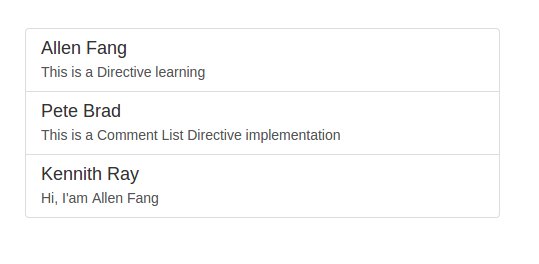 Allen Fang
This is a Directive learning
Pete Brad
This is a Comment List Directive implementation
Kennith Ray
Hi, I'am Allen Fang